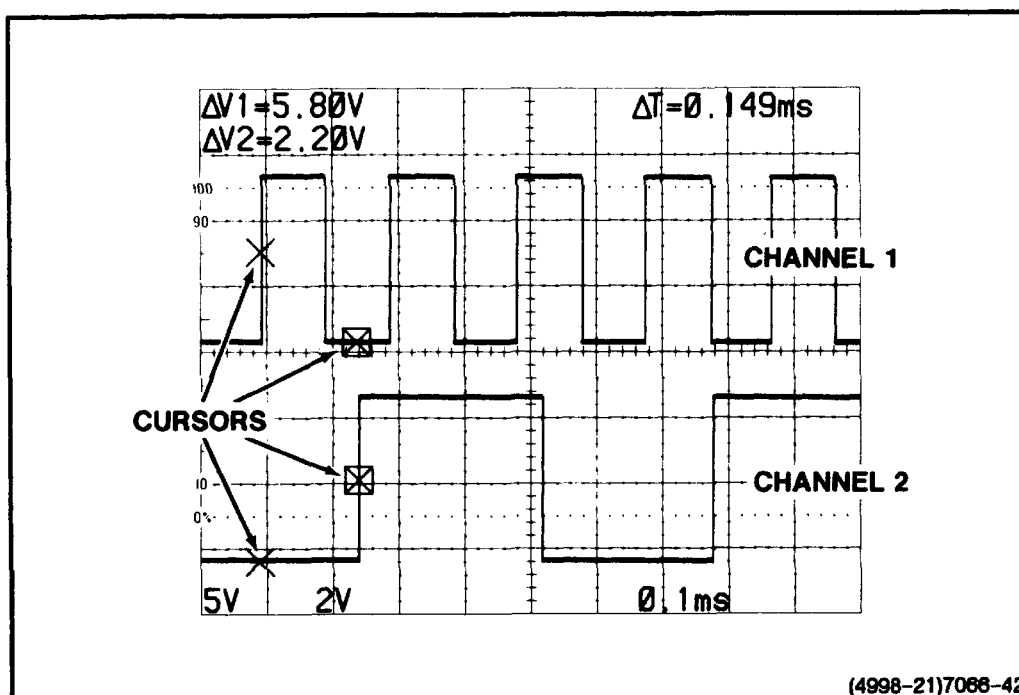 ΔV1=5.80V ΔT=0.149ms
ΔV2=2.20V
100
90
CHANNEL 1
CURSORS
CHANNEL 2
0%
5V 2V 0.1ms
(4998-21)7066-42